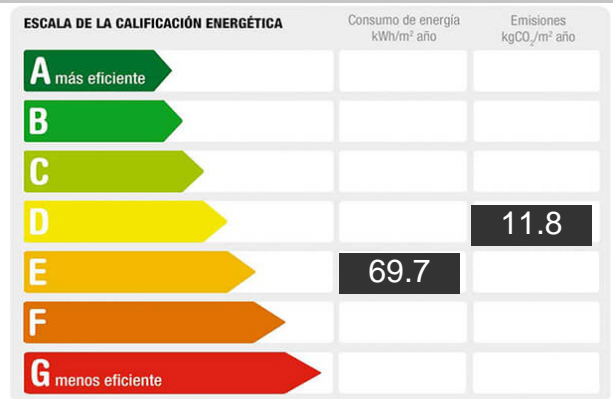 ESCALA DE LA CALIFICACIÓN ENERGÉTICA
Consumo de energía
kWh/m² año
Emisiones
kgCO₂/m² año
A más eficiente
B
C
D
11.8
E
69.7
F
G menos eficiente